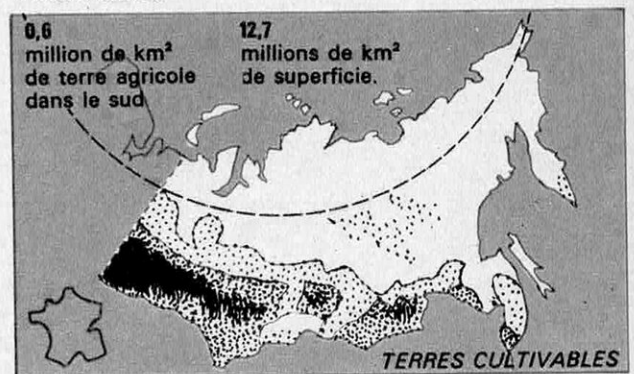 0,6
million de km²
de terre agricole
dans le sud
12,7
millions de km²
de superficie.
TERRES CULTIVABLES